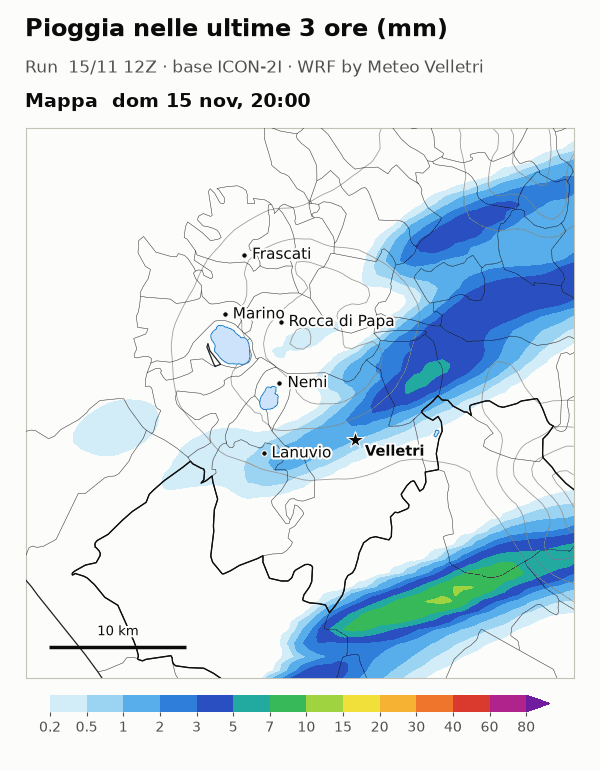 Pioggia nelle ultime 3 ore (mm)
Run  15/11 12Z · base ICON-2I · WRF by Meteo Velletri
Mappa  dom 15 nov, 20:00
Frascati
Marino
Rocca di Papa
Nemi
Velletri
Lanuvio
10 km
0.2 0.5 1 2 3 5 7 10 15 20 30 40 60 80